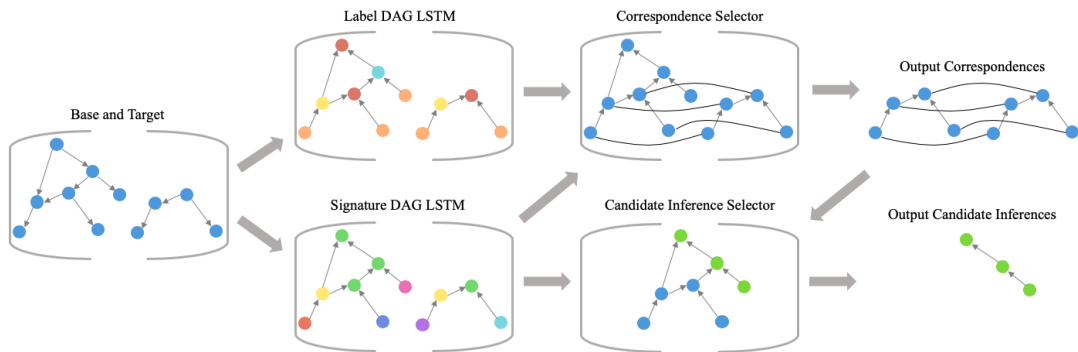 Label DAG LSTM
Correspondence Selector
Output Correspondences
Base and Target
Signature DAG LSTM
Candidate Inference Selector
Output Candidate Inferences